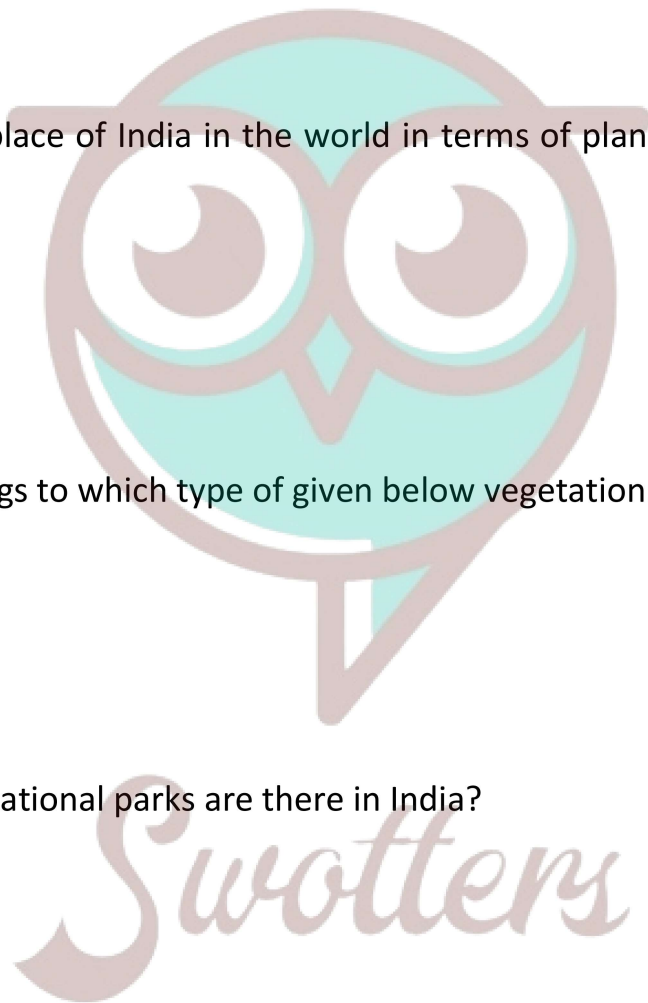 lace of India in the world in terms of plan
gs to which type of given below vegetation
ational parks are there in India?
Swotters